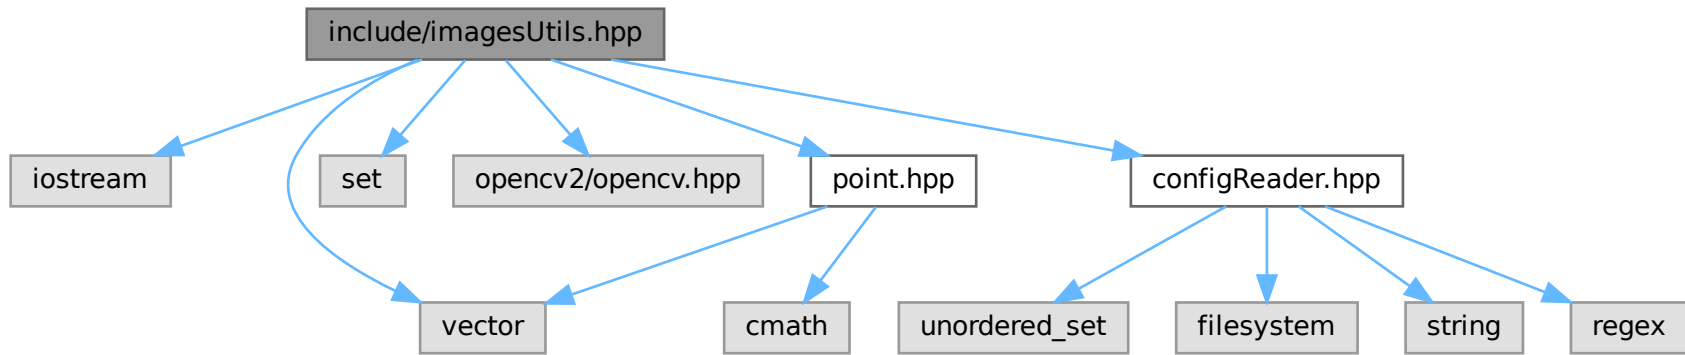 include/imagesUtils.hpp
iostream
set
opencv2/opencv.hpp
point.hpp
configReader.hpp
vector
cmath
unordered_set
filesystem
string
regex